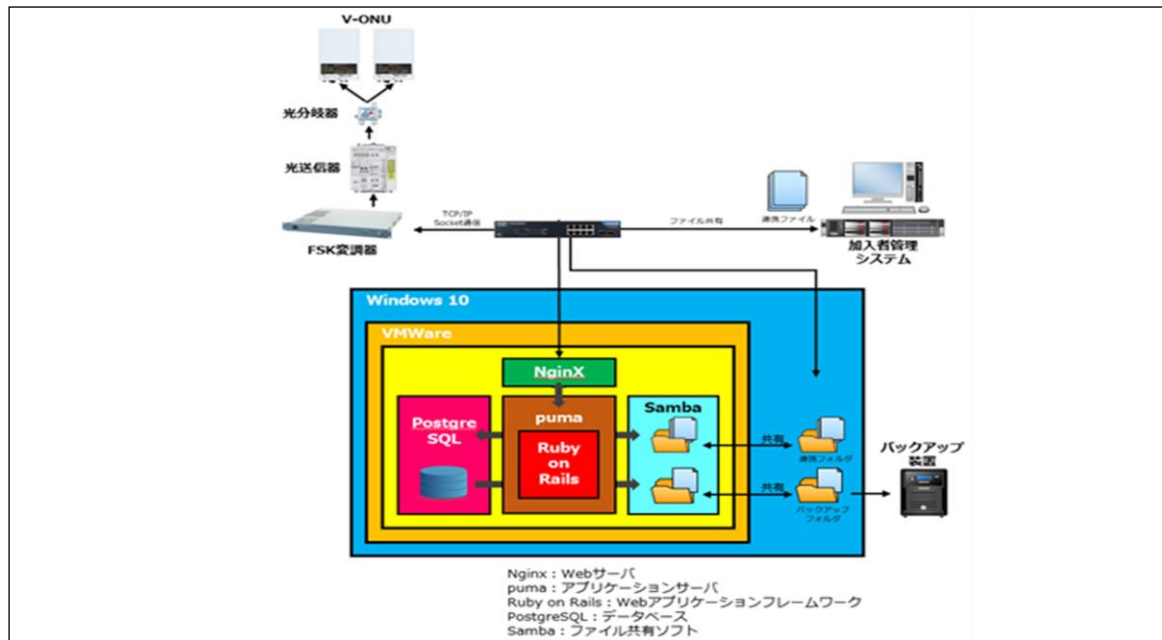 V-ONU
光分岐器
光送信器
FSK変調器
TCP/IP
Socket通信
ファイル共有
連携ファイル
加入者管理
システム
Windows 10
VMWare
NginX
Postgre
SQL
puma
Ruby
on
Rails
Samba
共有
連携フォルダ
共有
バックアップ
フォルダ
バックアップ
装置
Nginx：Webサーバ
puma：アプリケーションサーバ
Ruby on Rails：Webアプリケーションフレームワーク
PostgreSQL：データベース
Samba：ファイル共有ソフト